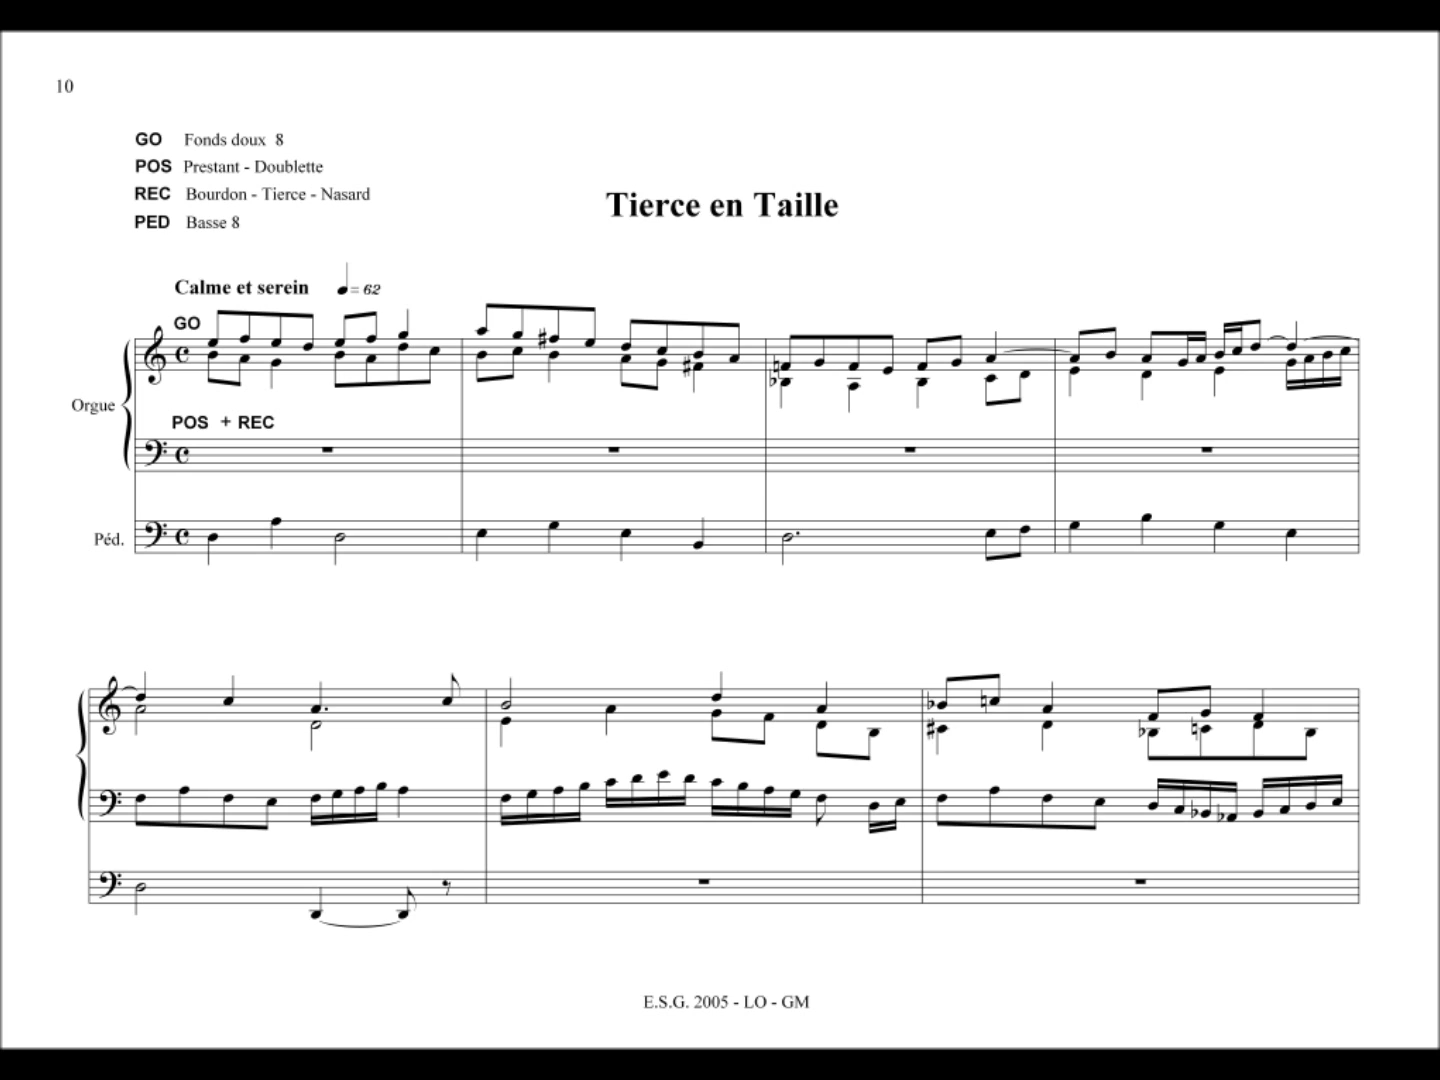 10
GO Fonds doux 8
POS Prestant - Doublette
REC Bourdon - Tierce - Nasard
PED Basse 8
Tierce en Taille
Calme et serein = 62
GO
Orgue
POS + REC
Péd.
E.S.G. 2005 - LO - GM